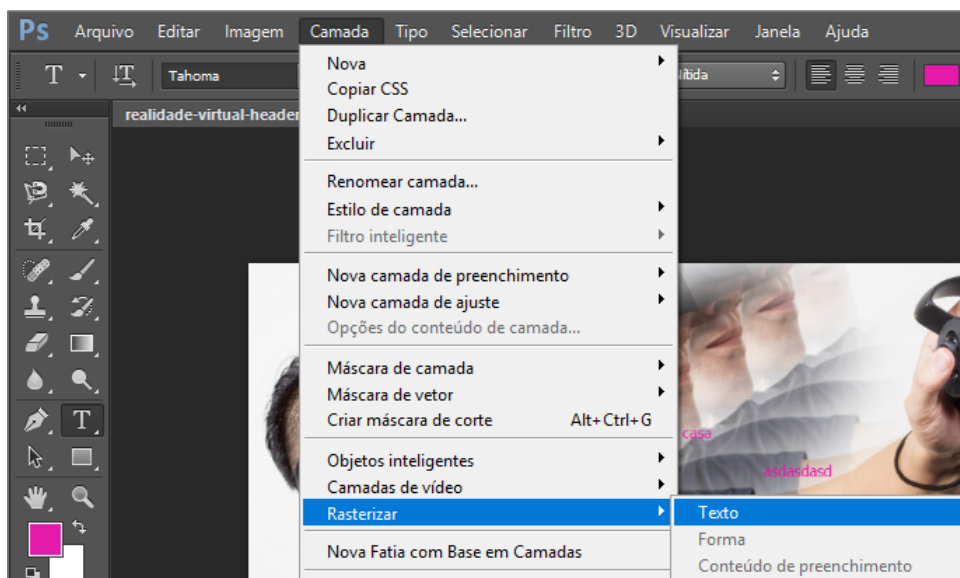 Ps Arquivo Editar Imagem Camada Tipo Selecionar Filtro 3D Visualizar Janela Ajuda
T Tahoma Nítida
realidade-virtual-header
Nova
Copiar CSS
Duplicar Camada...
Excluir
Renomear camada...
Estilo de camada
Filtro inteligente
Nova camada de preenchimento
Nova camada de ajuste
Opções do conteúdo de camada...
Máscara de camada
Máscara de vetor
Criar máscara de corte Alt+Ctrl+G
casa
Objetos inteligentes
asdasdasd
Camadas de vídeo
Rasterizar Texto
Forma
Nova Fatia com Base em Camadas
Conteúdo de preenchimento